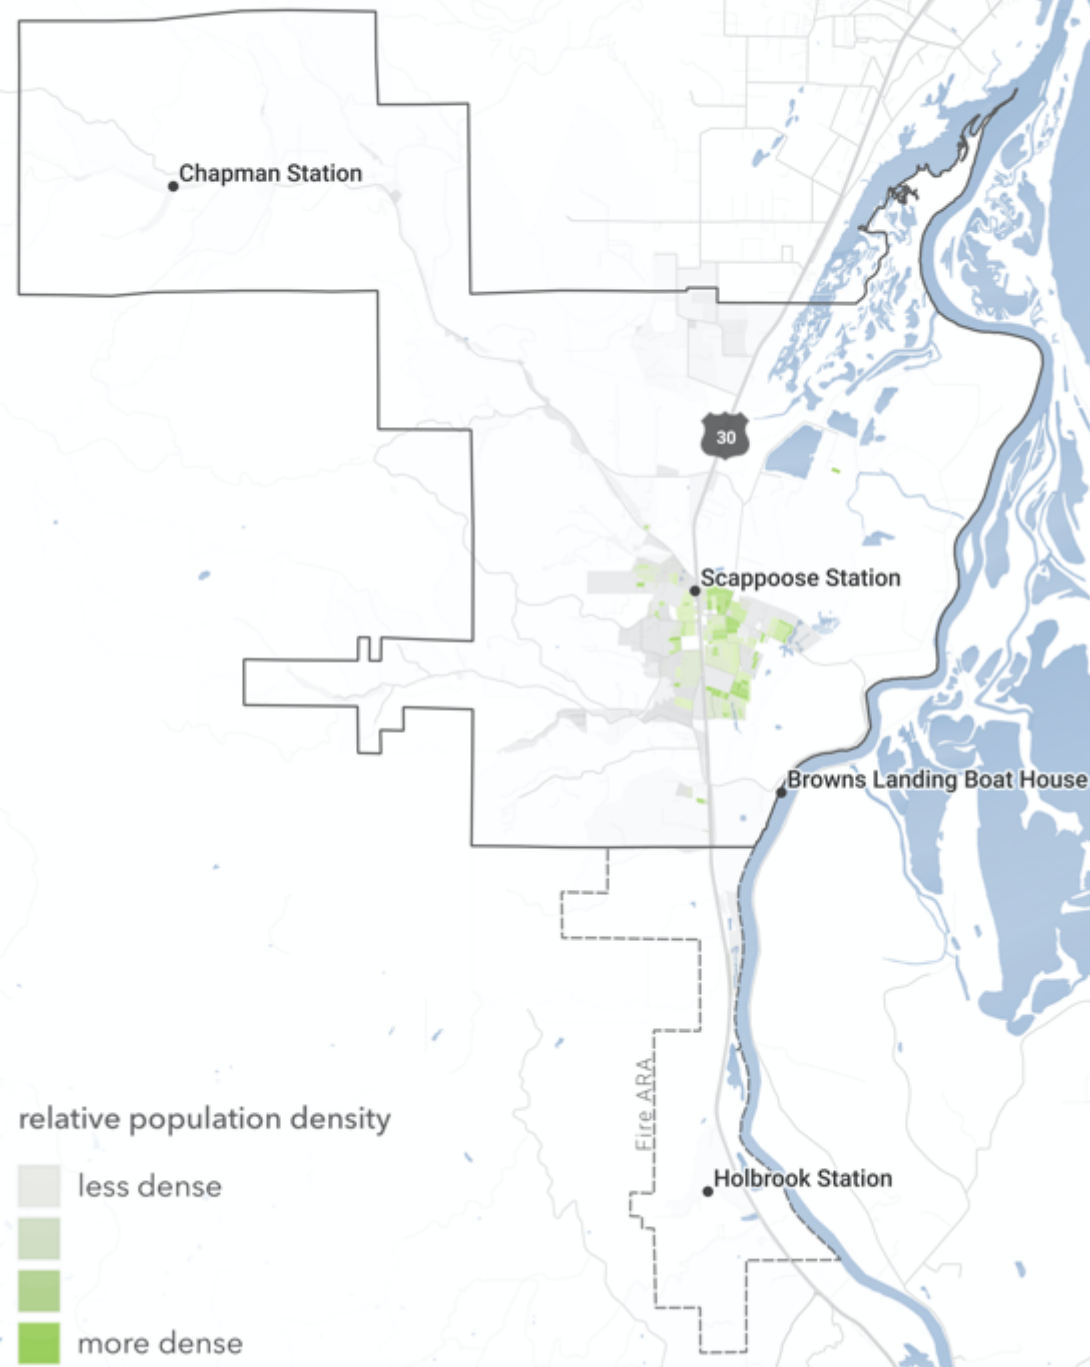 Chapman Station
30
Scappoose Station
Browns Landing Boat House
Fire ARA
Holbrook Station
relative population density
less dense
more dense